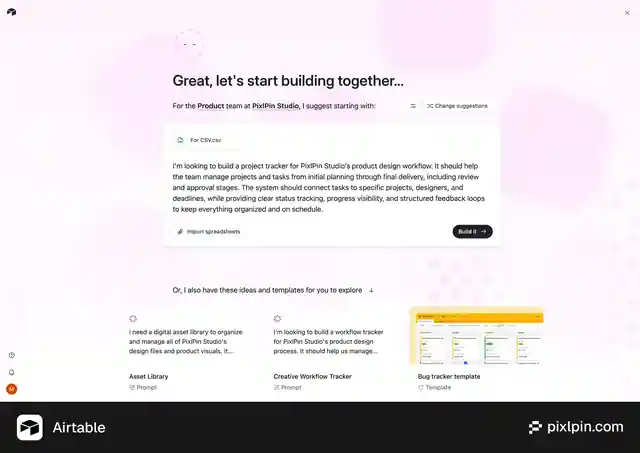 Great, let's start building together...
For the Product team at PixlPin Studio, I suggest starting with:
Change suggestions
For CSV.csv
I'm looking to build a project tracker for PixlPin Studio's product design workflow. It should help
the team manage projects and tasks from initial planning through final delivery, including review
and approval stages. The system should connect tasks to specific projects, designers, and
deadlines, while providing clear status tracking, progress visibility, and structured feedback loops
to keep everything organized and on schedule.
Import spreadsheets
Build it
Or, I also have these ideas and templates for you to explore
I need a digital asset library to organize
and manage all of PixlPin Studio's
design files and product visuals. It...
Asset Library
Prompt
I'm looking to build a workflow tracker
for PixlPin Studio's product design
process. It should help us manage...
Creative Workflow Tracker
Prompt
Bug tracker template
Template
M
Airtable
pixlpin.com